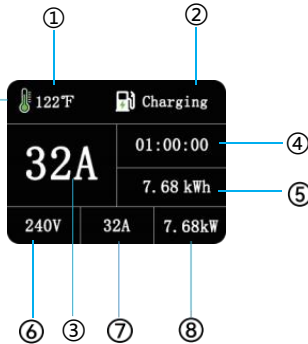 ① ②
122℉ Charging
32A
01:00:00 ④
7.68 kWh ⑤
240V 32A 7.68kW
⑥ ③ ⑦ ⑧